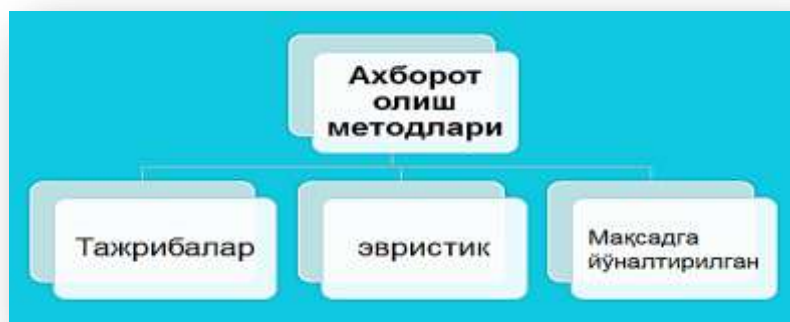 Ахборот
олиш
методлари
Тажрибалар
эвристик
Мақсадга
йўналтирилган